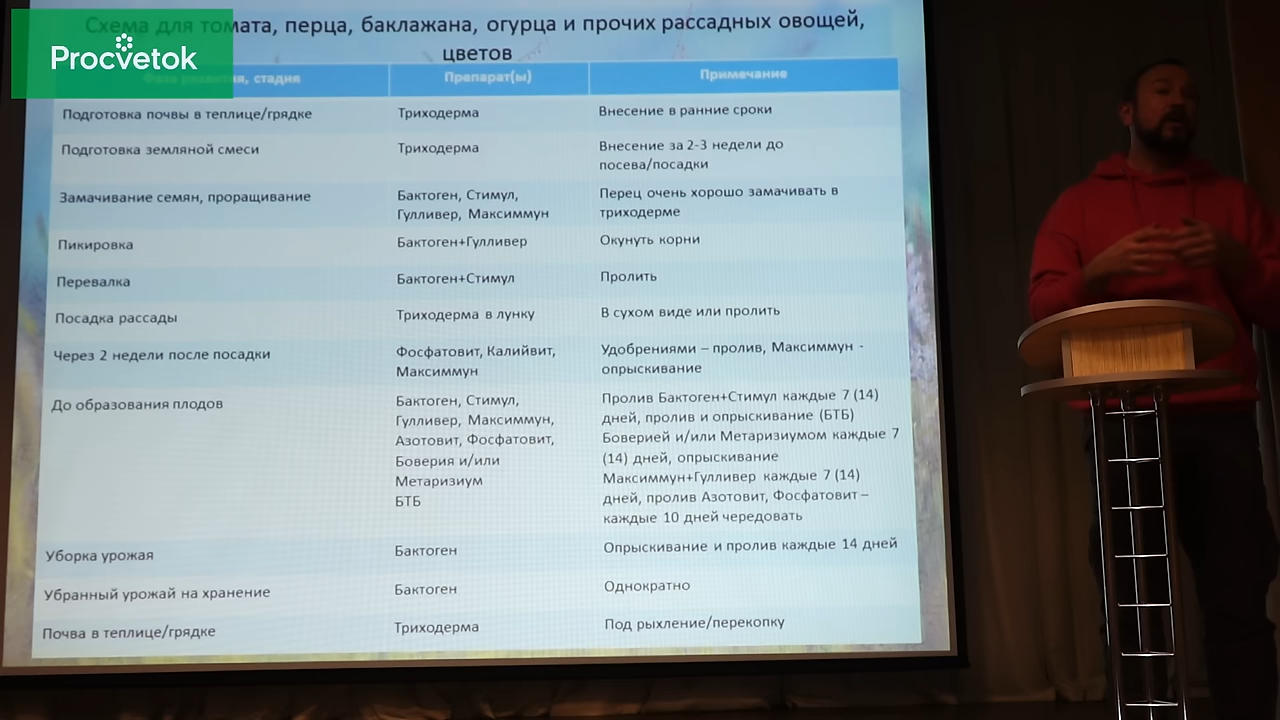 Схема для томата, перца, баклажана, огурца и прочих рассадных овощей,
цветов
Procvetok
Фаза развития, стадия Препарат(ы) Примечание
Подготовка почвы в теплице/грядке Триходерма Внесение в ранние сроки
Подготовка земляной смеси Триходерма Внесение за 2-3 недели до
посева/посадки
Замачивание семян, проращивание Бактоген, Стимул, Перец очень хорошо замачивать в
Гулливер, Максиммун триходерме
Пикировка Бактоген+Гулливер Окунуть корни
Перевалка Бактоген+Стимул Пролить
Посадка рассады Триходерма в лунку В сухом виде или пролить
Через 2 недели после посадки Фосфатовит, Калийвит, Удобрениями – пролив, Максиммун -
Максиммун опрыскивание
До образования плодов Бактоген, Стимул, Пролив Бактоген+Стимул каждые 7 (14)
Гулливер, Максиммун, дней, пролив и опрыскивание (БТБ)
Азотовит, Фосфатовит, Боверией и/или Метаризиумом каждые 7
Боверия и/или (14) дней, опрыскивание
Метаризиум Максиммун+Гулливер каждые 7 (14)
БТБ дней, пролив Азотовит, Фосфатовит –
каждые 10 дней чередовать
Уборка урожая Бактоген Опрыскивание и пролив каждые 14 дней
Убранный урожай на хранение Бактоген Однократно
Почва в теплице/грядке Триходерма Под рыхление/перекопку